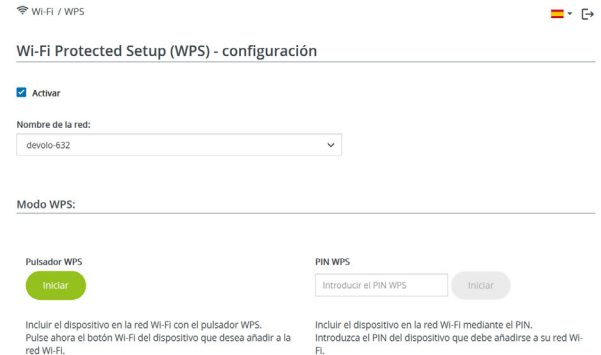 Wi-Fi / WPS
Wi-Fi Protected Setup (WPS) - configuración
Activar
Nombre de la red:
devolo-632
Modo WPS:
Pulsador WPS
Iniciar
Incluir el dispositivo en la red Wi-Fi con el pulsador WPS.
Pulse ahora el botón Wi-Fi del dispositivo que desea añadir a la
red Wi-Fi.
PIN WPS
Introducir el PIN WPS
Iniciar
Incluir el dispositivo en la red Wi-Fi mediante el PIN.
Introduzca el PIN del dispositivo que debe añadirse a su red Wi-
Fi.